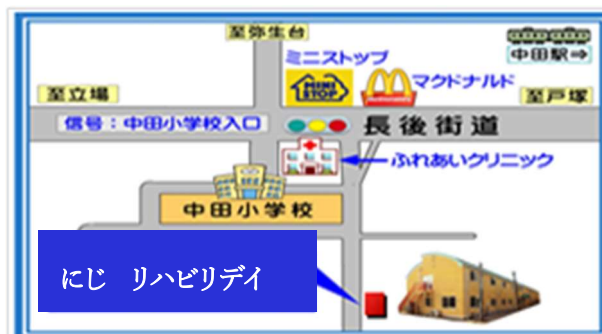 至弥生台
中田駅⇒
ミニストップ
マクドナルド
MINI
STOP
至立場
至戸塚
信号：中田小学校入口
長後街道
ふれあいクリニック
中田小学校
にじ　リハビリデイ